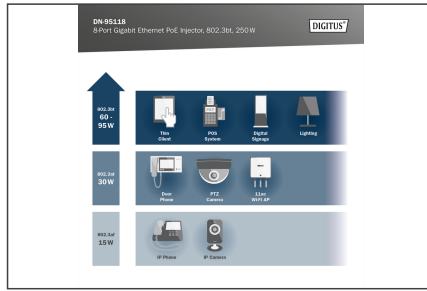 DN-95118
8-Port Gigabit Ethernet PoE Injector, 802.3bt, 250 W
DIGITUS®
802.3bt
60 -
95 W
Thin
Client
POS
System
Digital
Signage
Lighting
802.3at
30 W
Door
Phone
PTZ
Camera
11ac
Wi-Fi AP
802.3af
15 W
IP Phone
IP Camera